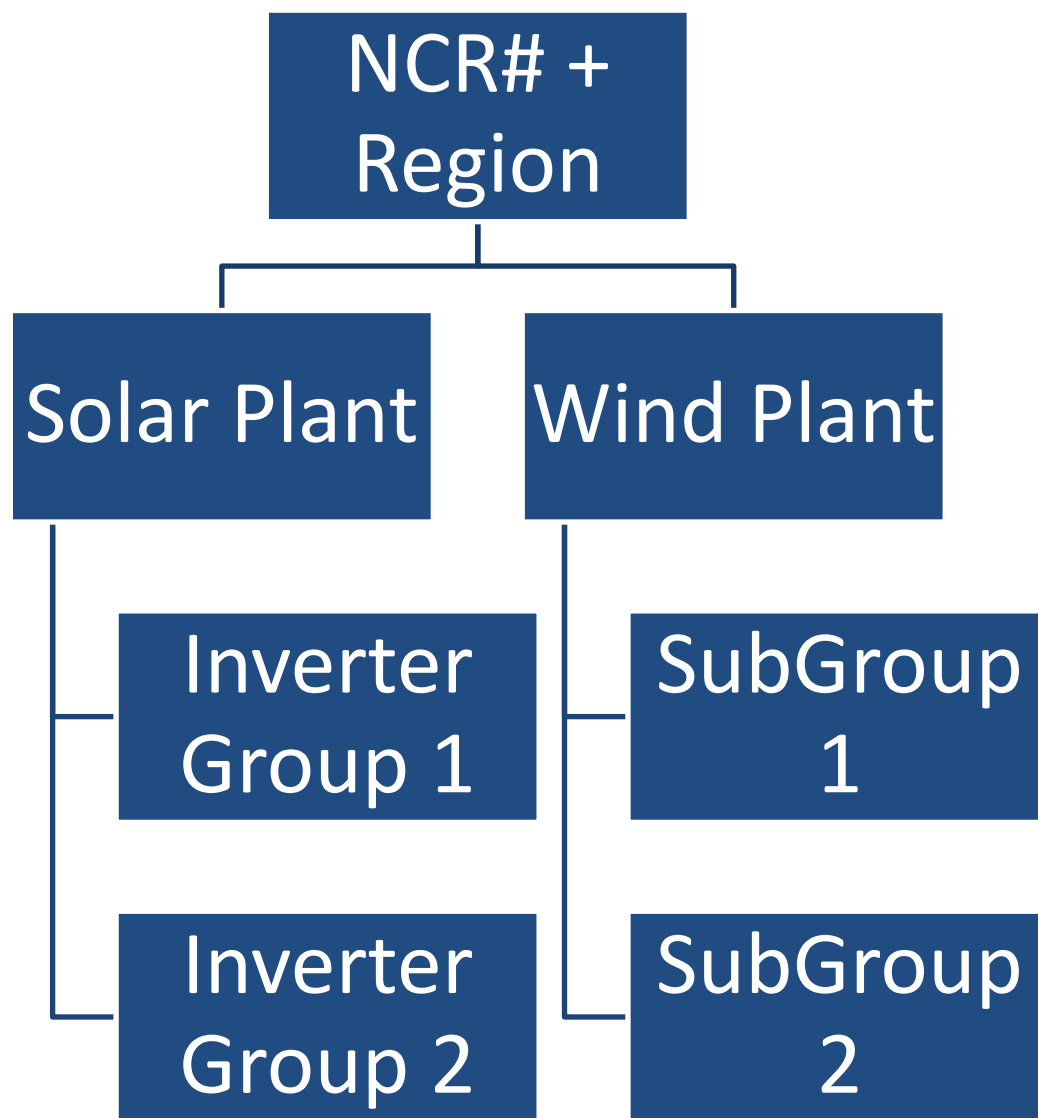 NCR# +
Region
Solar Plant
Wind Plant
Inverter
Group 1
SubGroup
1
Inverter
Group 2
SubGroup
2